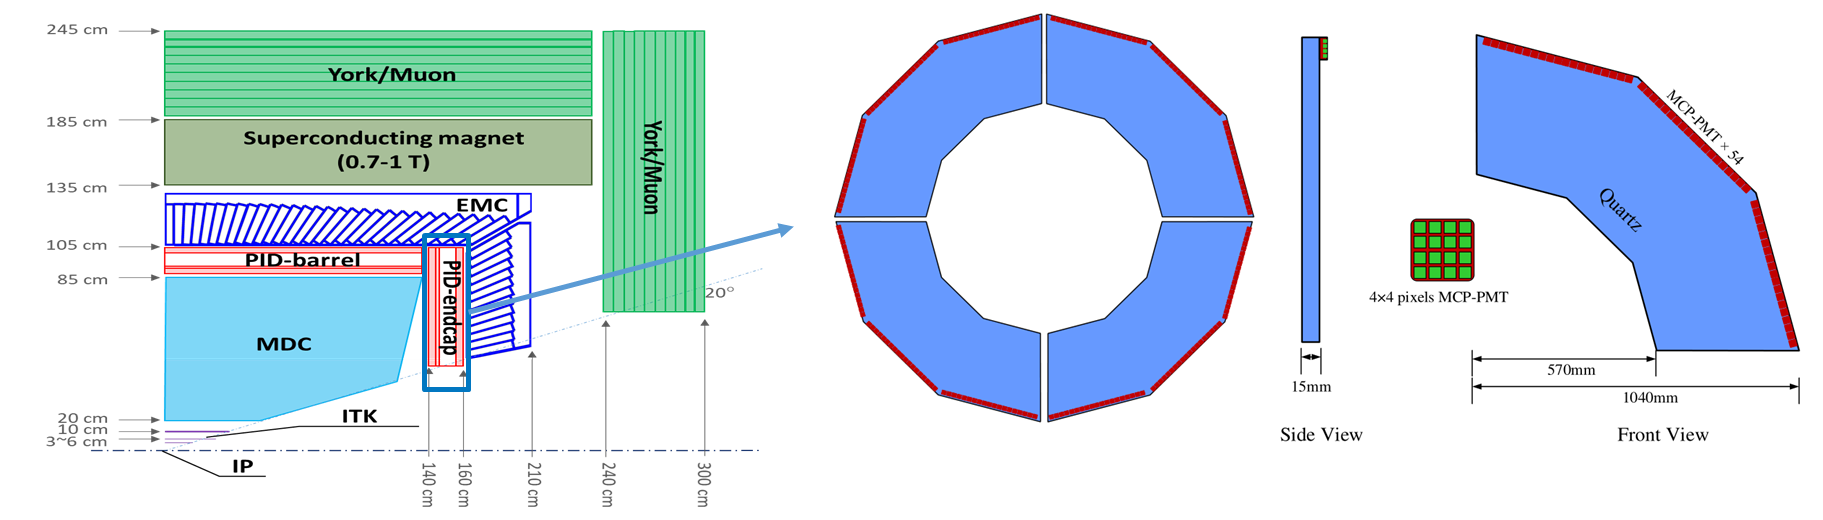 245 cm
York/Muon
185 cm
Superconducting magnet
(0.7-1 T)
135 cm
EMC
105 cm
PID-barrel
85 cm
MDC
PID-endcap
York/Muon
20°
20 cm
10 cm
3~6 cm
ITK
IP
140 cm
160 cm
210 cm
240 cm
300 cm
15mm
Side View
4×4 pixels MCP-PMT
MCP-PMT × 54
Quartz
570mm
1040mm
Front View